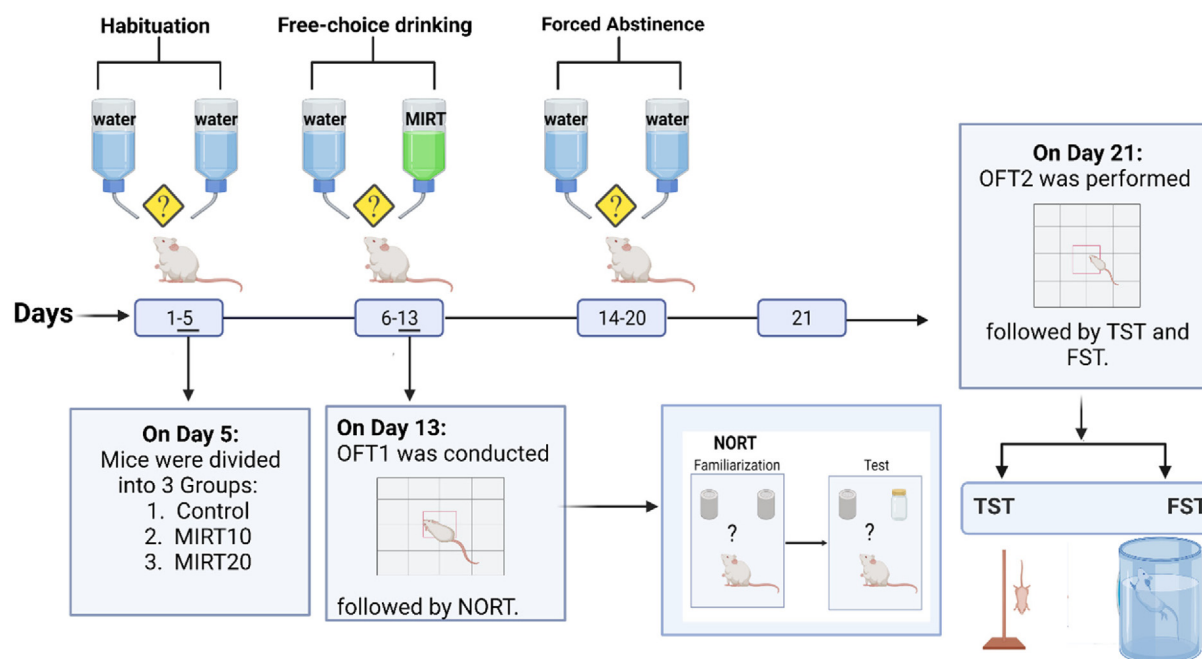 Habituation
Free-choice drinking
Forced Abstinence
water
water
water
MIRT
water
water
?
?
?
Days
1-5
6-13
14-20
21
On Day 5:
Mice were divided
into 3 Groups:
1. Control
2. MIRT10
3. MIRT20
On Day 13:
OFT1 was conducted
followed by NORT.
NORT
Familiarization
Test
?
?
On Day 21:
OFT2 was performed
followed by TST and
FST.
TST
FST